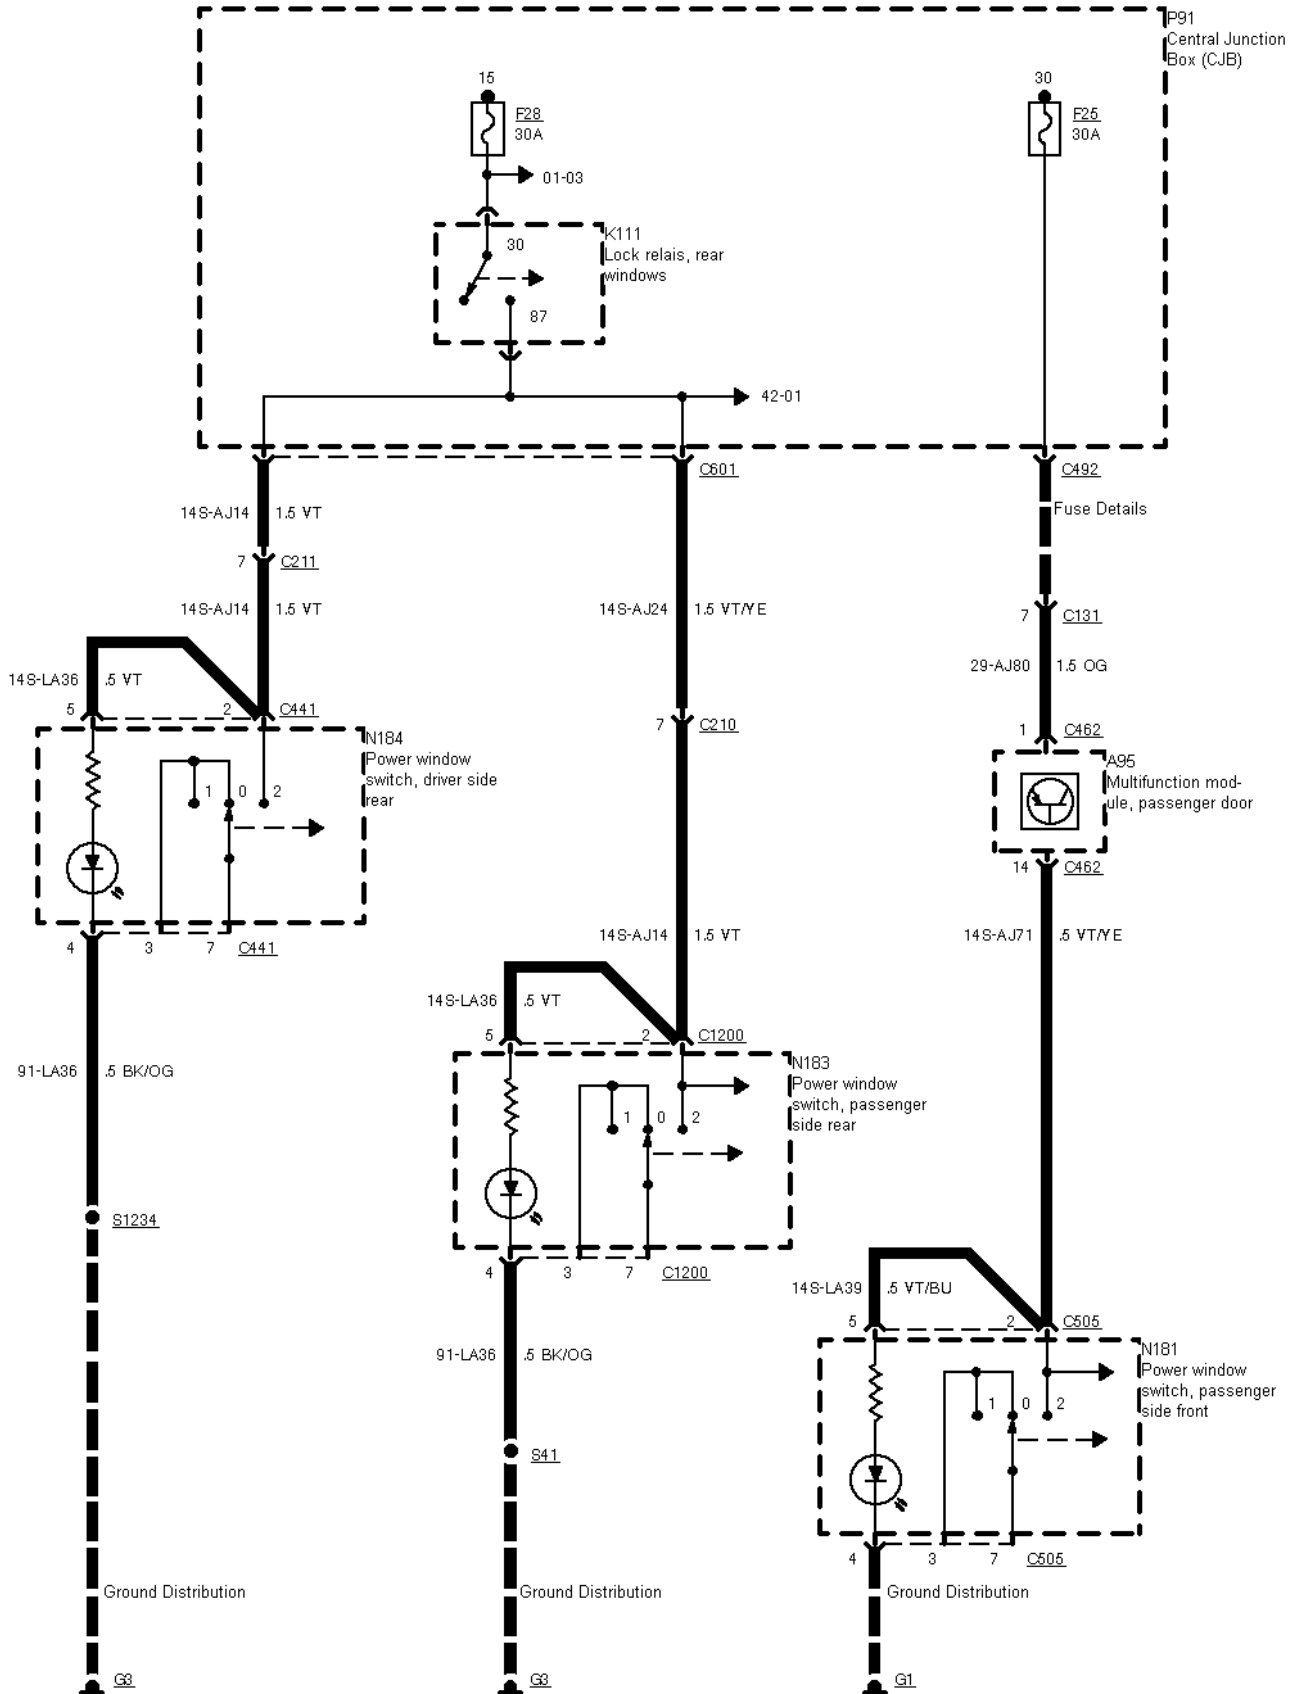 P91
Central Junction
Box (CJB)
15
30
F28
30A
F25
30A
01-03
K111
Lock relais, rear
windows
30
87
42-01
C601
C492
14S-AJ14 1.5 VT
Fuse Details
7 C211
14S-AJ14 1.5 VT
14S-AJ24 1.5 VT/YE
7 C131
29-AJ80 1.5 OG
14S-LA36 .5 VT
5 2 C441
7 C210
1 C462
N184
Power window
switch, driver side
rear
1 0 2
A95
Multifunction mod-
ule, passenger door
14 C462
4 3 7 C441
14S-AJ14 1.5 VT
14S-AJ71 .5 VT/YE
14S-LA36 .5 VT
5 2 C1200
91-LA36 .5 BK/OG
N183
Power window
switch, passenger
side rear
1 0 2
S1234
4 3 7 C1200
14S-LA39 .5 VT/BU
5 2 C505
91-LA36 .5 BK/OG
N181
Power window
switch, passenger
side front
1 0 2
S41
4 3 7 C505
Ground Distribution
Ground Distribution
Ground Distribution
G3
G3
G1